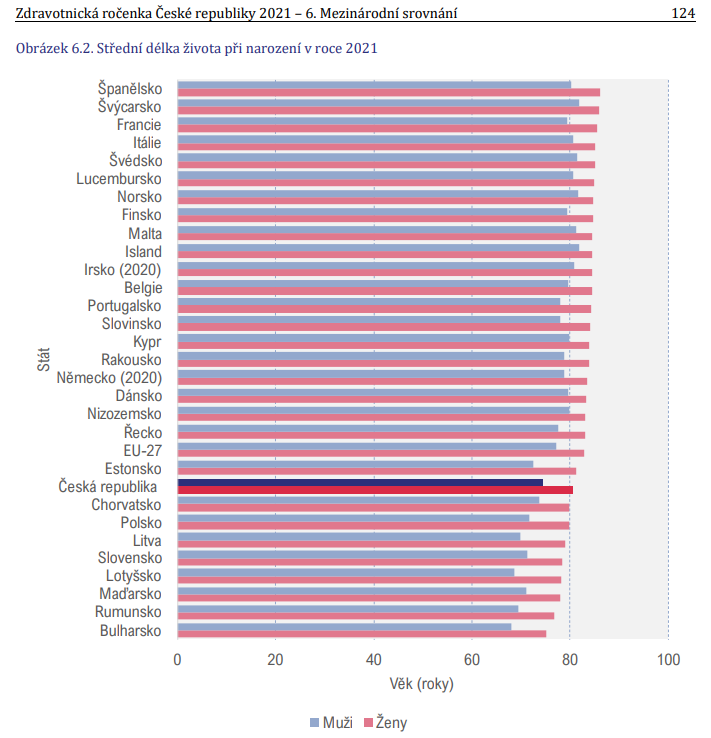 Zdravotnická ročenka České republiky 2021 – 6. Mezinárodní srovnání 124
Obrázek 6.2. Střední délka života při narození v roce 2021
Španělsko
Švýcarsko
Francie
Itálie
Švédsko
Lucembursko
Norsko
Finsko
Malta
Island
Irsko (2020)
Belgie
Portugalsko
Slovinsko
Kypr
Rakousko
Německo (2020)
Dánsko
Nizozemsko
Řecko
EU-27
Estonsko
Česká republika
Chorvatsko
Polsko
Litva
Slovensko
Lotyšsko
Maďarsko
Rumunsko
Bulharsko
Stát
0 20 40 60 80 100
Věk (roky)
Muži Ženy